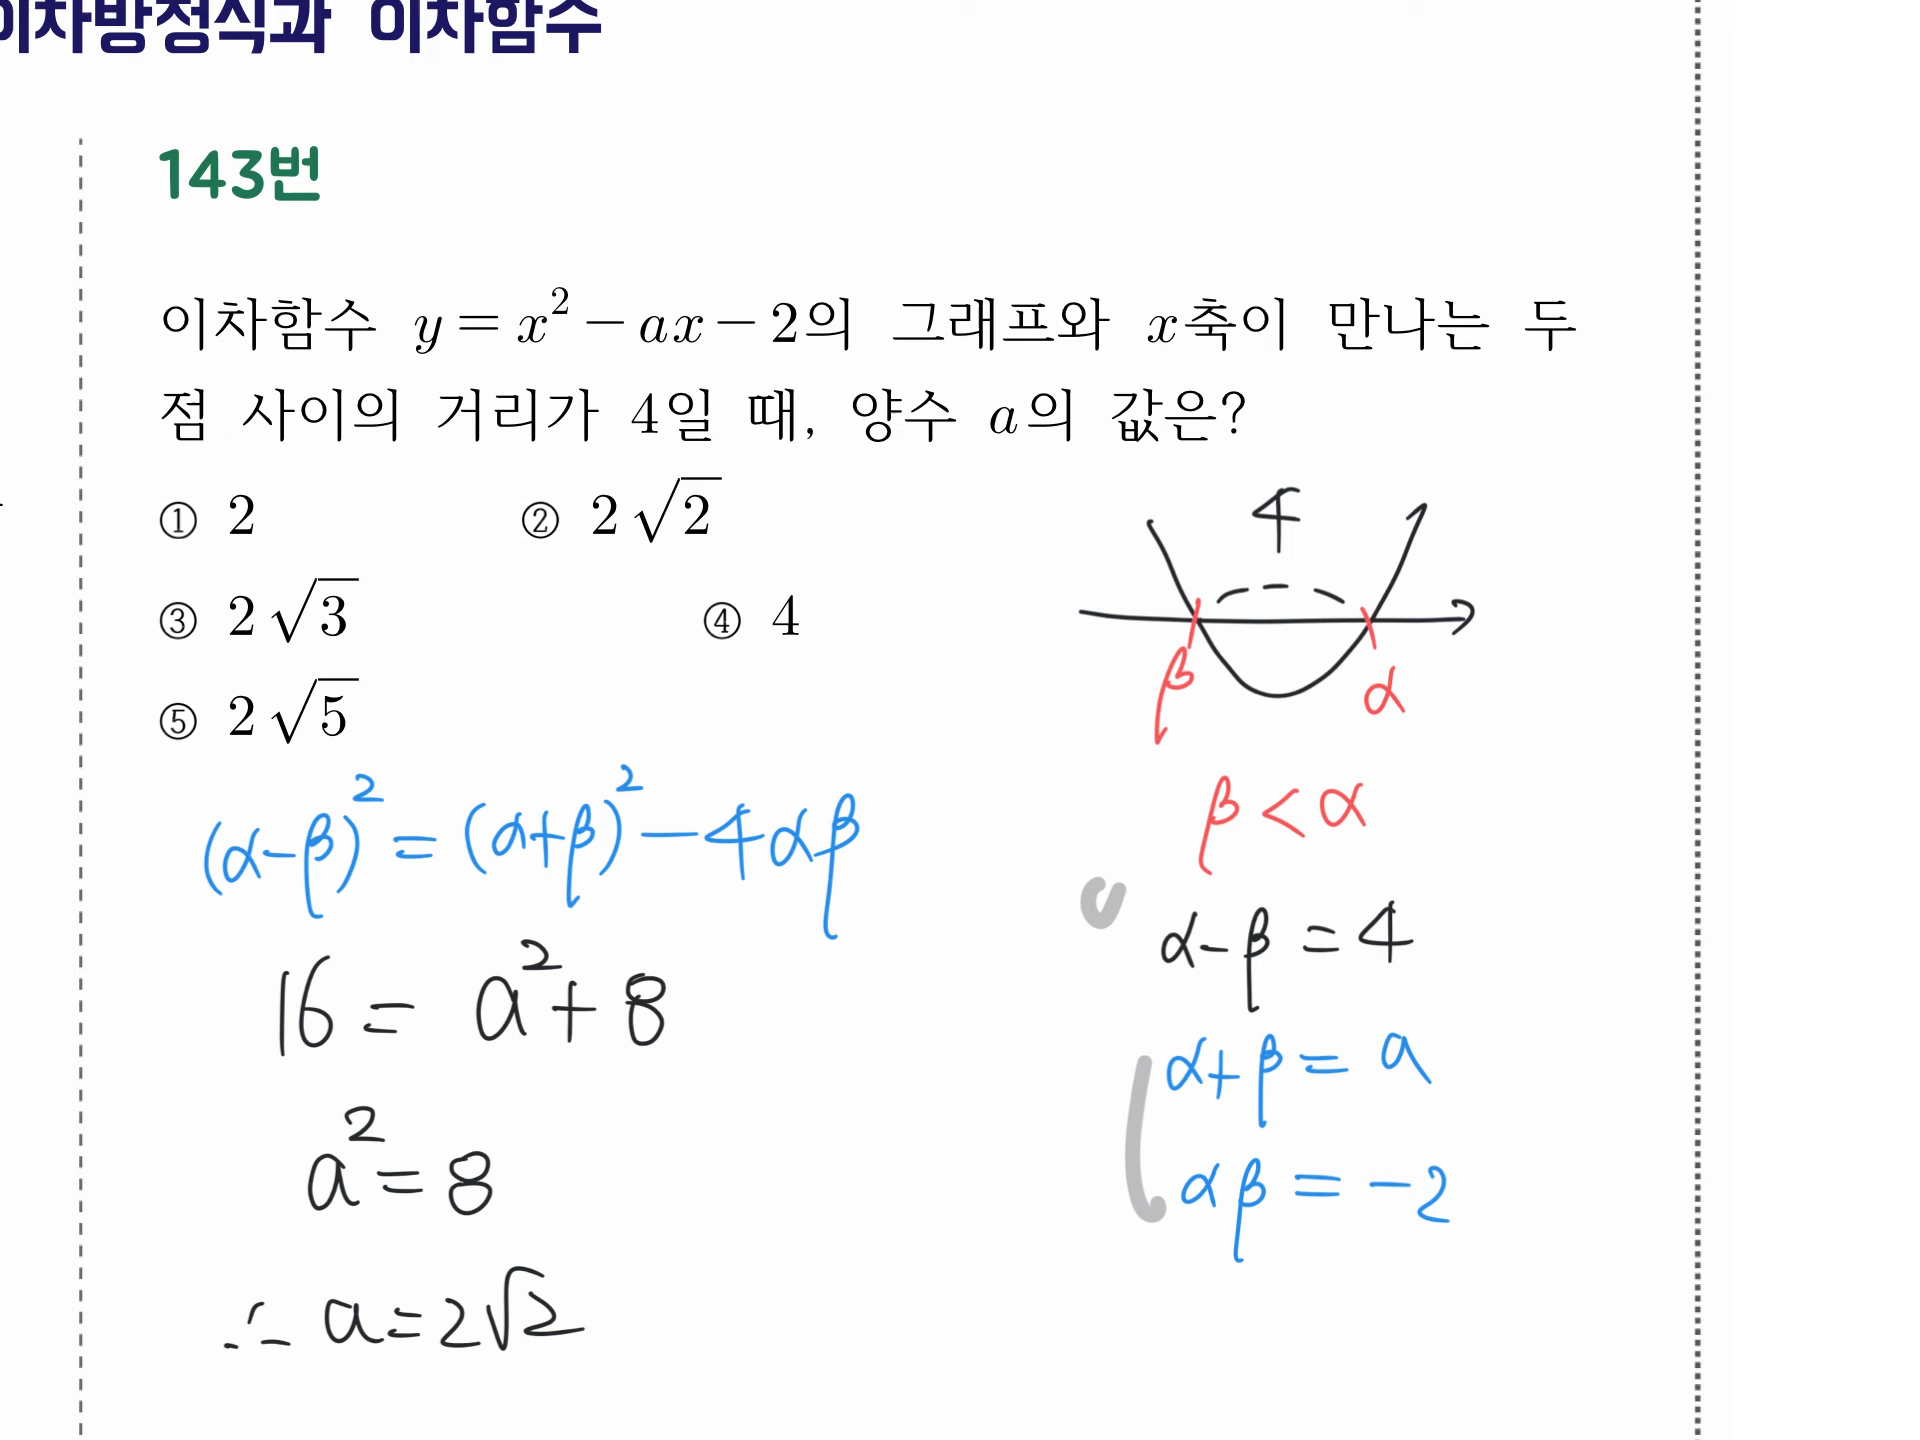 이차방정식과 이차함수
143번
이차함수 y = x² − ax − 2의 그래프와 x축이 만나는 두
점 사이의 거리가 4일 때, 양수 a의 값은?
① 2 ② 2√2
③ 2√3 ④ 4
⑤ 2√5
4
β α
β < α
(α−β)² = (α+β)² − 4αβ
α−β = 4
16 = a² + 8
α+β = a
a² = 8
αβ = −2
∴ a = 2√2